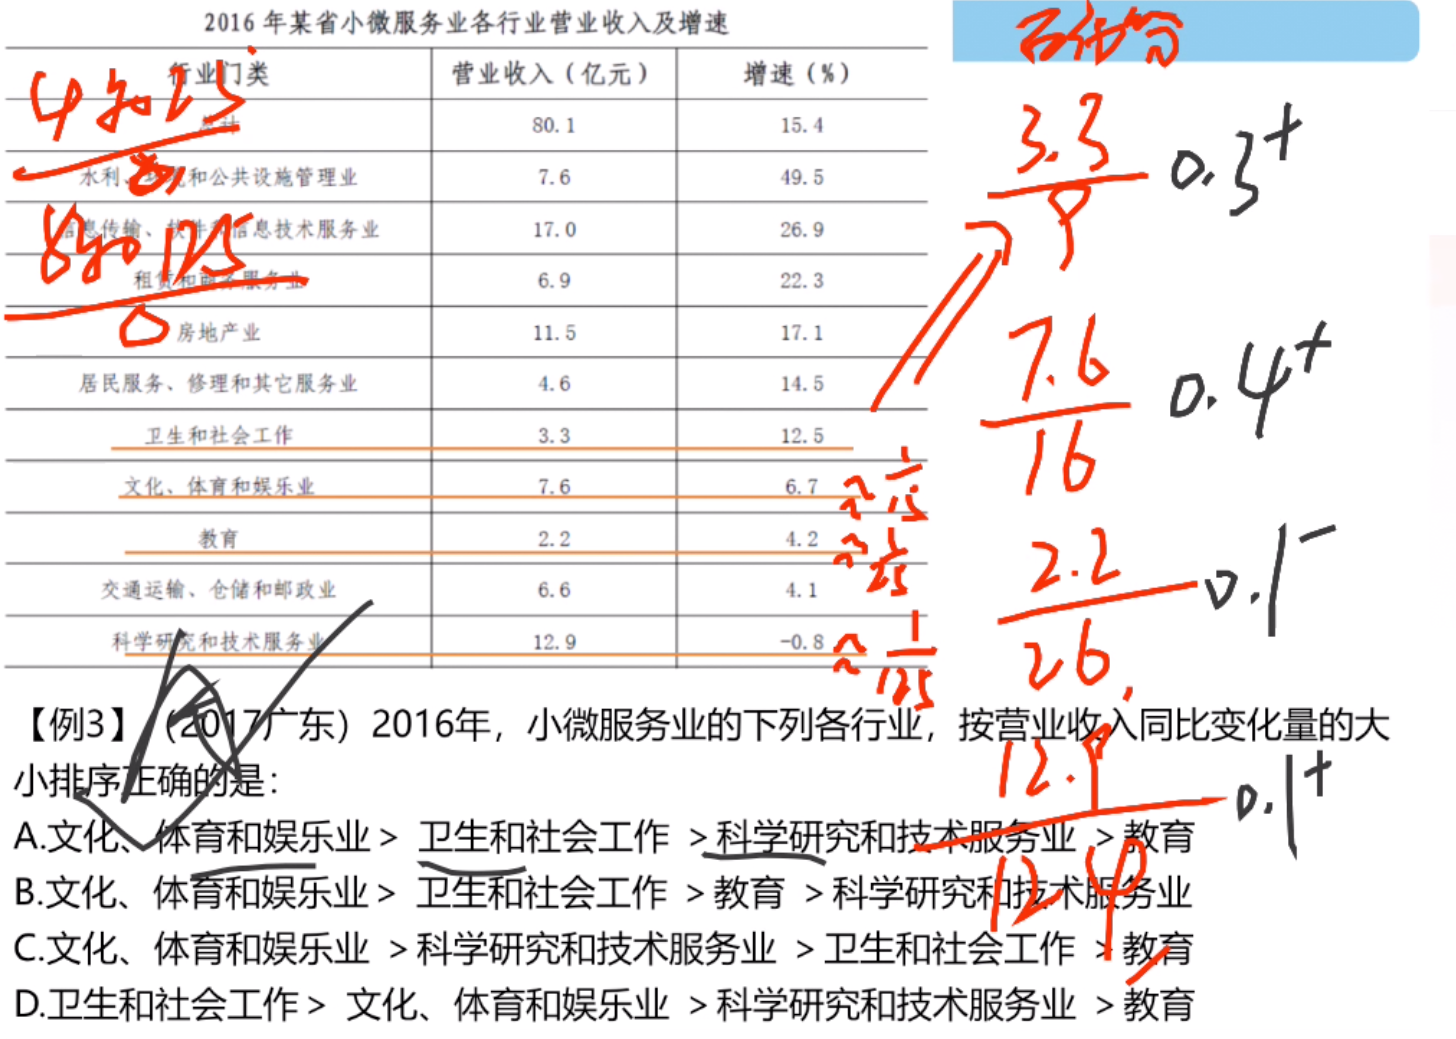 2016年某省小微服务业各行业营业收入及增速
百化分
行业门类 营业收入（亿元） 增速（%）
总计 80.1 15.4
水利、环境和公共设施管理业 7.6 49.5
信息传输、软件和信息技术服务业 17.0 26.9
租赁和商务服务业 6.9 22.3
房地产业 11.5 17.1
居民服务、修理和其它服务业 4.6 14.5
卫生和社会工作 3.3 12.5
文化、体育和娱乐业 7.6 6.7
教育 2.2 4.2
交通运输、仓储和邮政业 6.6 4.1
科学研究和技术服务业 12.9 -0.8
4和25
8和125
≈1/15
≈1/25
≈1/125
3.3/9 0.3+
7.6/16 0.4+
2.2/26 0.1-
12.9/124 0.1+
【例3】（2017广东）2016年，小微服务业的下列各行业，按营业收入同比变化量的大
小排序正确的是：
A.文化、体育和娱乐业> 卫生和社会工作 >科学研究和技术服务业 >教育
B.文化、体育和娱乐业> 卫生和社会工作 >教育 >科学研究和技术服务业
C.文化、体育和娱乐业 >科学研究和技术服务业 >卫生和社会工作 >教育
D.卫生和社会工作> 文化、体育和娱乐业 >科学研究和技术服务业 >教育